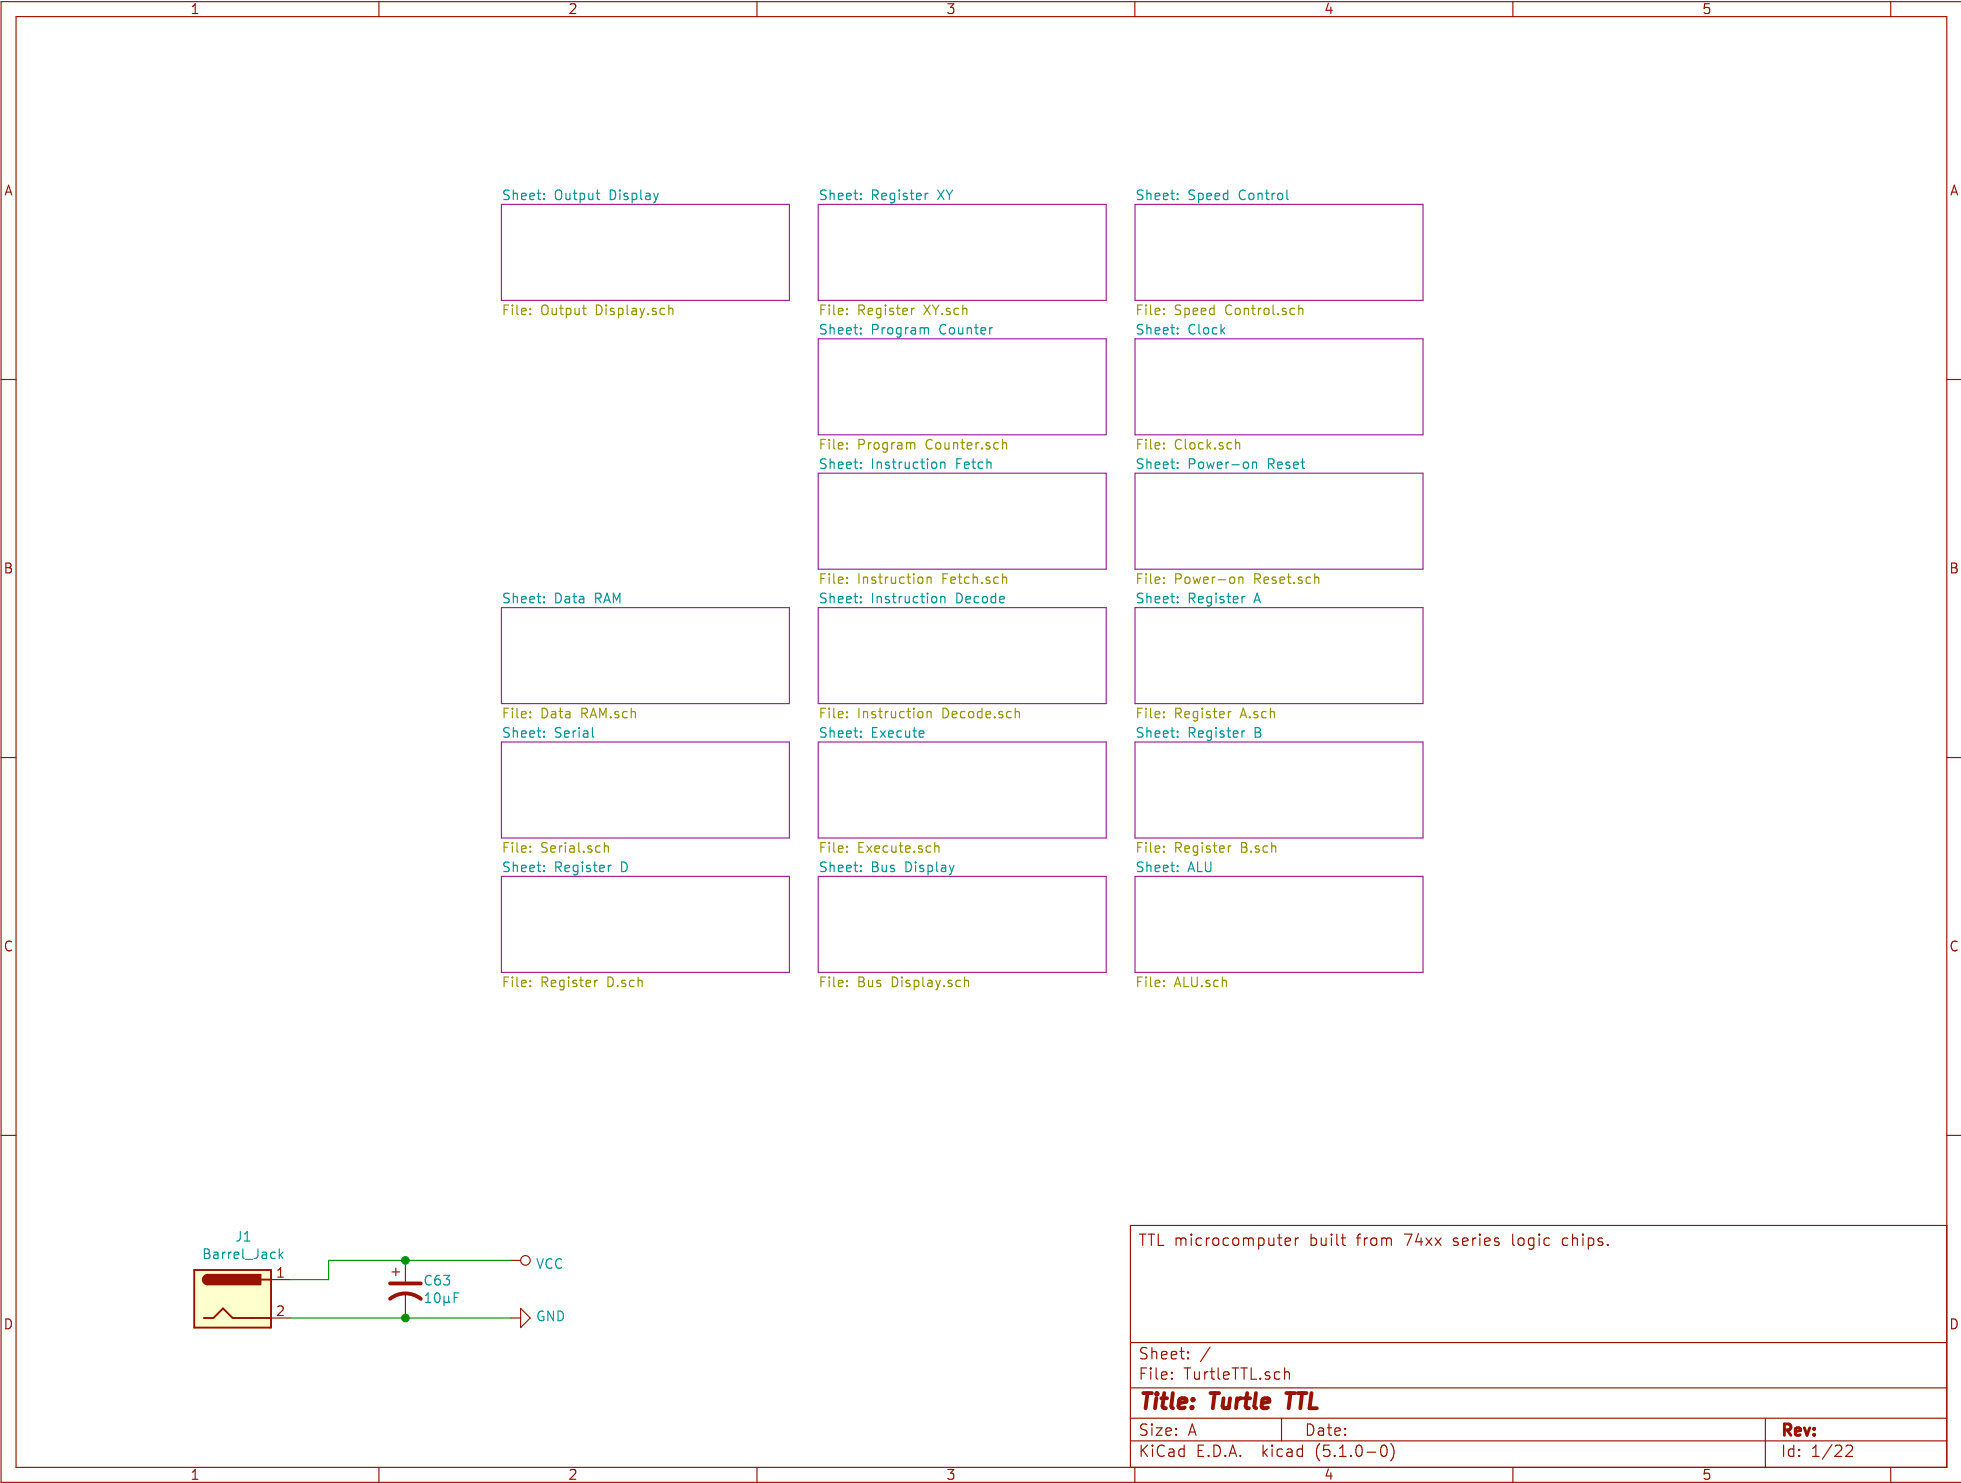 1 2 3 4 5
A A
Sheet: Output Display
Sheet: Register XY
Sheet: Speed Control
File: Output Display.sch
File: Register XY.sch
File: Speed Control.sch
Sheet: Program Counter
Sheet: Clock
File: Program Counter.sch
File: Clock.sch
Sheet: Instruction Fetch
Sheet: Power-on Reset
B B
File: Instruction Fetch.sch
File: Power-on Reset.sch
Sheet: Data RAM
Sheet: Instruction Decode
Sheet: Register A
File: Data RAM.sch
File: Instruction Decode.sch
File: Register A.sch
Sheet: Serial
Sheet: Execute
Sheet: Register B
File: Serial.sch
File: Execute.sch
File: Register B.sch
Sheet: Register D
Sheet: Bus Display
Sheet: ALU
C C
File: Register D.sch
File: Bus Display.sch
File: ALU.sch
J1
Barrel_Jack
1
2
+
C63
10µF
VCC
GND
D D
TTL microcomputer built from 74xx series logic chips.
Sheet: /
File: TurtleTTL.sch
Title: Turtle TTL
Size: A Date: Rev:
KiCad E.D.A. kicad (5.1.0-0) Id: 1/22
1 2 3 4 5